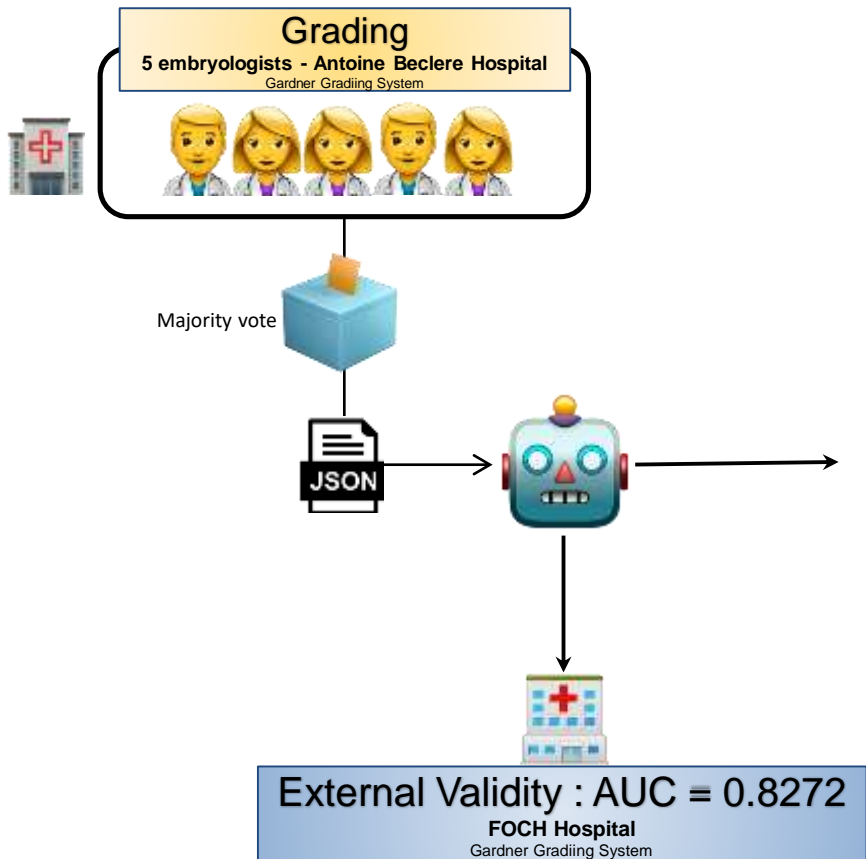 Grading
5 embryologists - Antoine Beclere Hospital
Gardner Gradiing System
Majority vote
JSON
External Validity : AUC = 0.8272
FOCH Hospital
Gardner Gradiing System